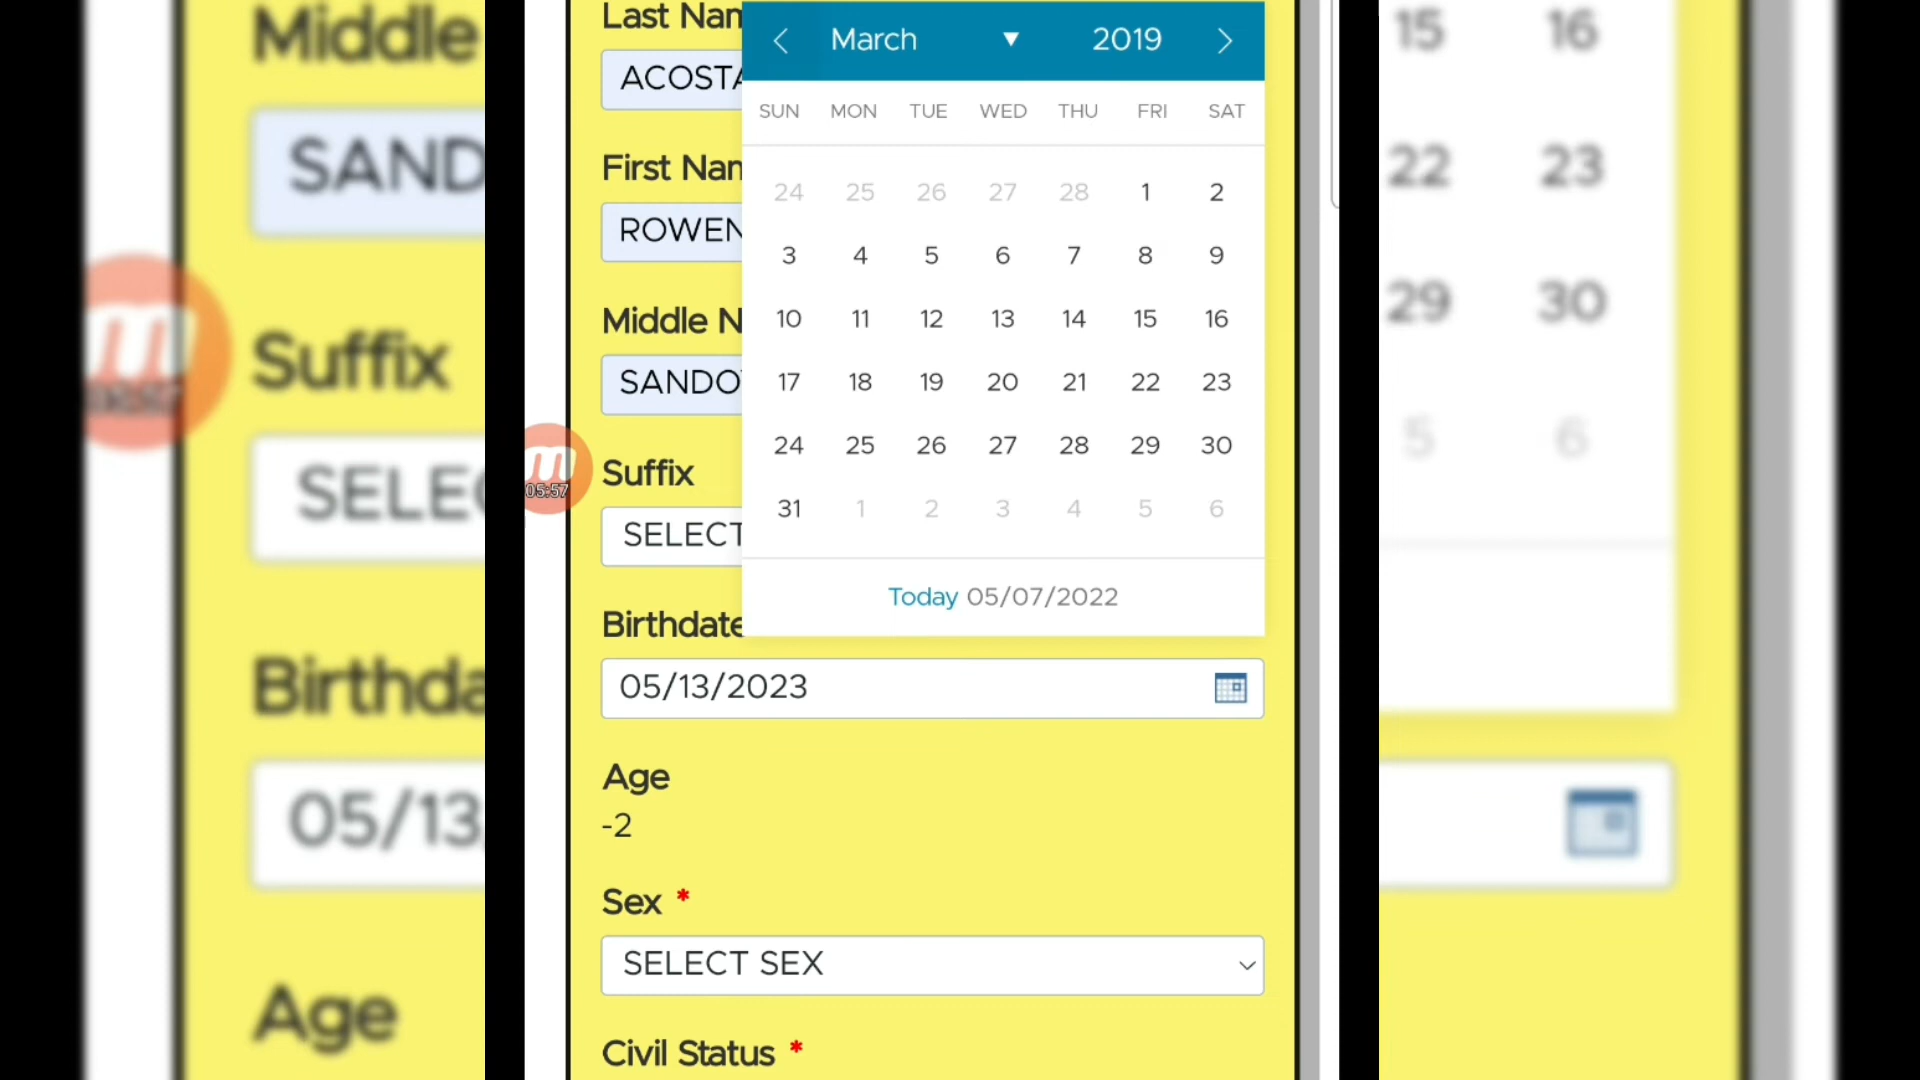 Middle
SAND
Suffix
SELEC
Birthda
05/13
Age
Last Nam
ACOSTA
First Nam
ROWEN
Middle N
SANDO
Suffix
SELECT
Birthdate
05/13/2023
Age
-2
Sex *
SELECT SEX
Civil Status *
05:57
March 2019
SUN MON TUE WED THU FRI SAT
24 25 26 27 28 1 2
3 4 5 6 7 8 9
10 11 12 13 14 15 16
17 18 19 20 21 22 23
24 25 26 27 28 29 30
31 1 2 3 4 5 6
Today 05/07/2022
15 16
22 23
29 30
5 6